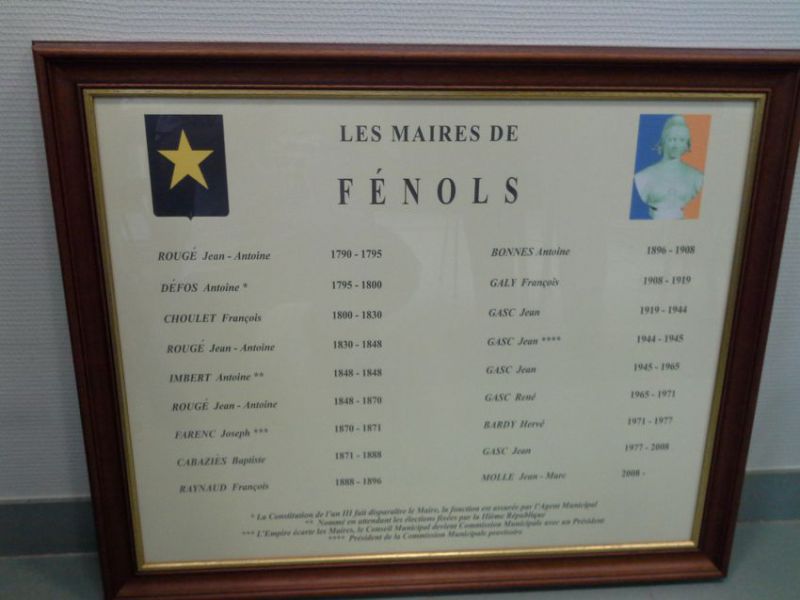 LES MAIRES DE
FÉNOLS
ROUGÉ Jean - Antoine 1790 - 1795
DÉFOS Antoine * 1795 - 1800
CHOULET François 1800 - 1830
ROUGÉ Jean - Antoine 1830 - 1848
IMBERT Antoine ** 1848 - 1848
ROUGÉ Jean - Antoine 1848 - 1870
FARENC Joseph *** 1870 - 1871
CABAZIÈS Baptiste 1871 - 1888
RAYNAUD François 1888 - 1896
BONNES Antoine 1896 - 1908
GALY François 1908 - 1919
GASC Jean 1919 - 1944
GASC Jean **** 1944 - 1945
GASC Jean 1945 - 1965
GASC René 1965 - 1971
BARDY Hervé 1971 - 1977
GASC Jean 1977 - 2008
MOLLE Jean - Marc 2008 -
* La Constitution de l'an III fait disparaître le Maire, la fonction est assurée par l'Agent Municipal
** Nommé en attendant les élections fixées par la IIième République
*** L'Empire écarte les Maires, le Conseil Municipal devient Commission Municipale avec un Président
**** Président de la Commission Municipale provisoire